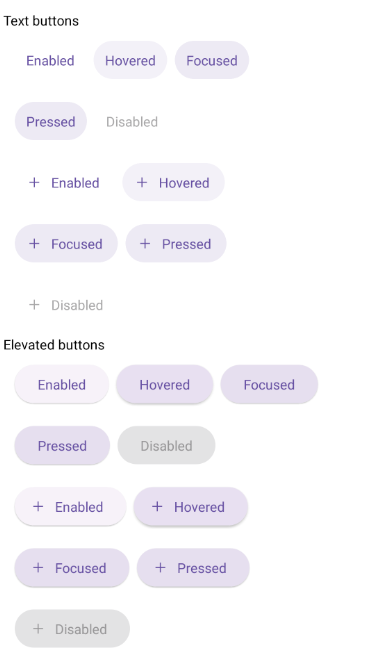 Text buttons
Enabled Hovered Focused
Pressed Disabled
+ Enabled + Hovered
+ Focused + Pressed
+ Disabled
Elevated buttons
Enabled Hovered Focused
Pressed Disabled
+ Enabled + Hovered
+ Focused + Pressed
+ Disabled